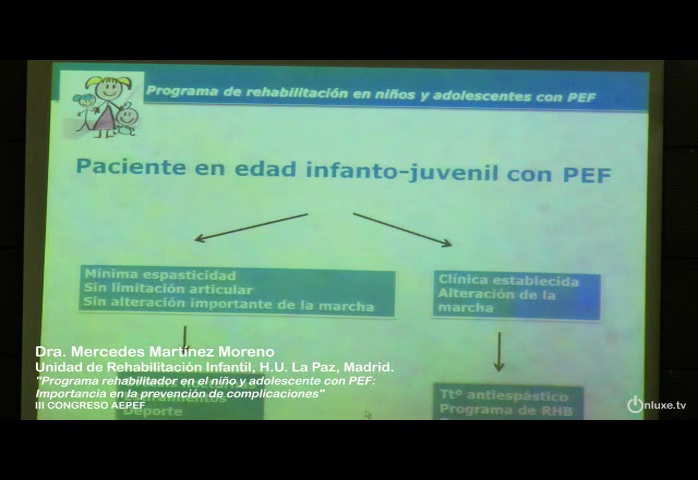 Programa de rehabilitación en niños y adolescentes con PEF
Paciente en edad infanto-juvenil con PEF
Mínima espasticidad
Sin limitación articular
Sin alteración importante de la marcha
Clínica establecida
Alteración de la
marcha
Deporte
Ttº antiespástico
Programa de RHB
Dra. Mercedes Martínez Moreno
Unidad de Rehabilitación Infantil, H.U. La Paz, Madrid.
"Programa rehabilitador en el niño y adolescente con PEF:
Importancia en la prevención de complicaciones"
III CONGRESO AEPEF
onluxe.tv